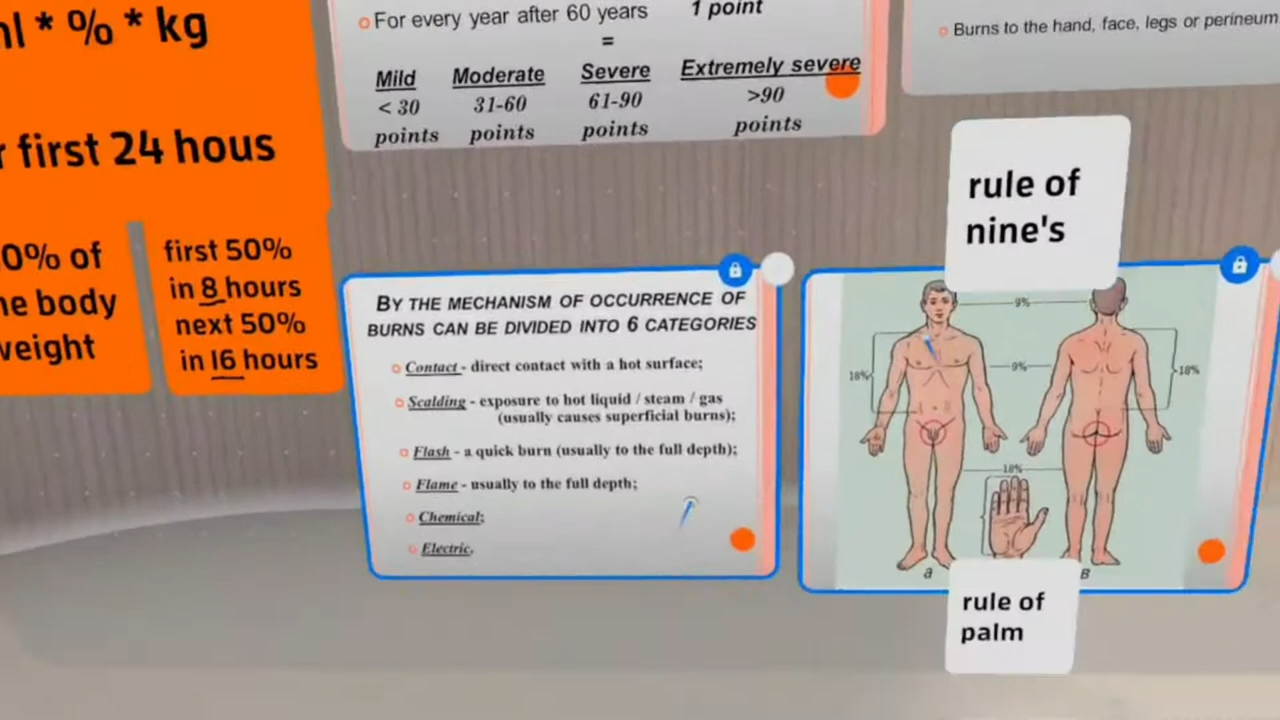 ml * % * kg
first 24 hous
0% of
he body
weight
first 50%
in 8 hours
next 50%
in 16 hours
For every year after 60 years 1 point
=
Mild Moderate Severe Extremely severe
< 30 31-60 61-90 >90
points points points points
Burns to the hand, face, legs or perineum
BY THE MECHANISM OF OCCURRENCE OF
BURNS CAN BE DIVIDED INTO 6 CATEGORIES
Contact - direct contact with a hot surface;
Scalding - exposure to hot liquid / steam / gas
(usually causes superficial burns);
Flash - a quick burn (usually to the full depth);
Flame - usually to the full depth;
Chemical;
Electric.
rule of
nine's
9%
9%
18%
18%
18%
a
B
rule of
palm